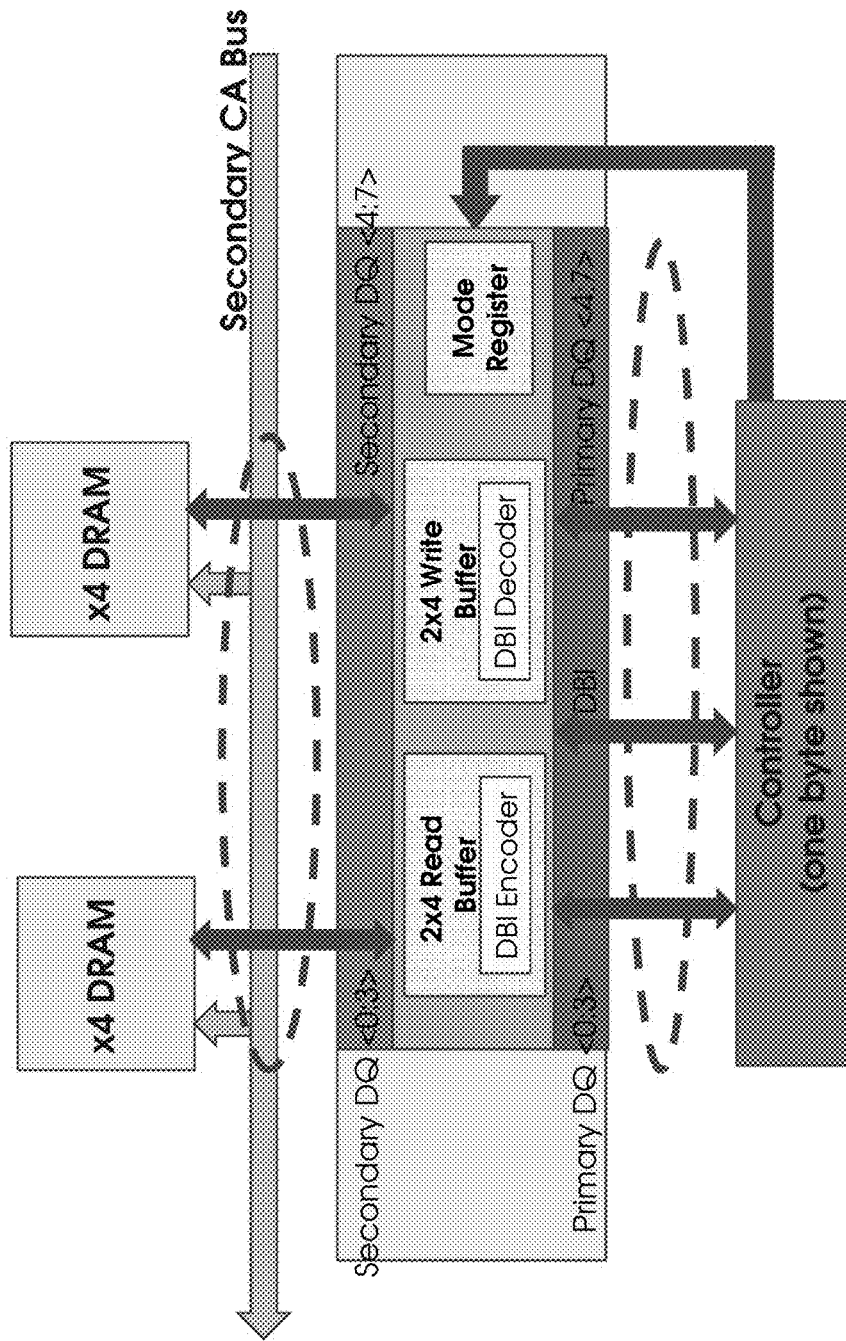 x4 DRAM
x4 DRAM
Secondary CA Bus
Secondary DQ <0:3>
Secondary DQ <4:7>
2x4 Read
Buffer
DBI Encoder
2x4 Write
Buffer
DBI Decoder
Mode
Register
Primary DQ <0:3>
DBI
Primary DQ <4:7>
Controller
(one byte shown)